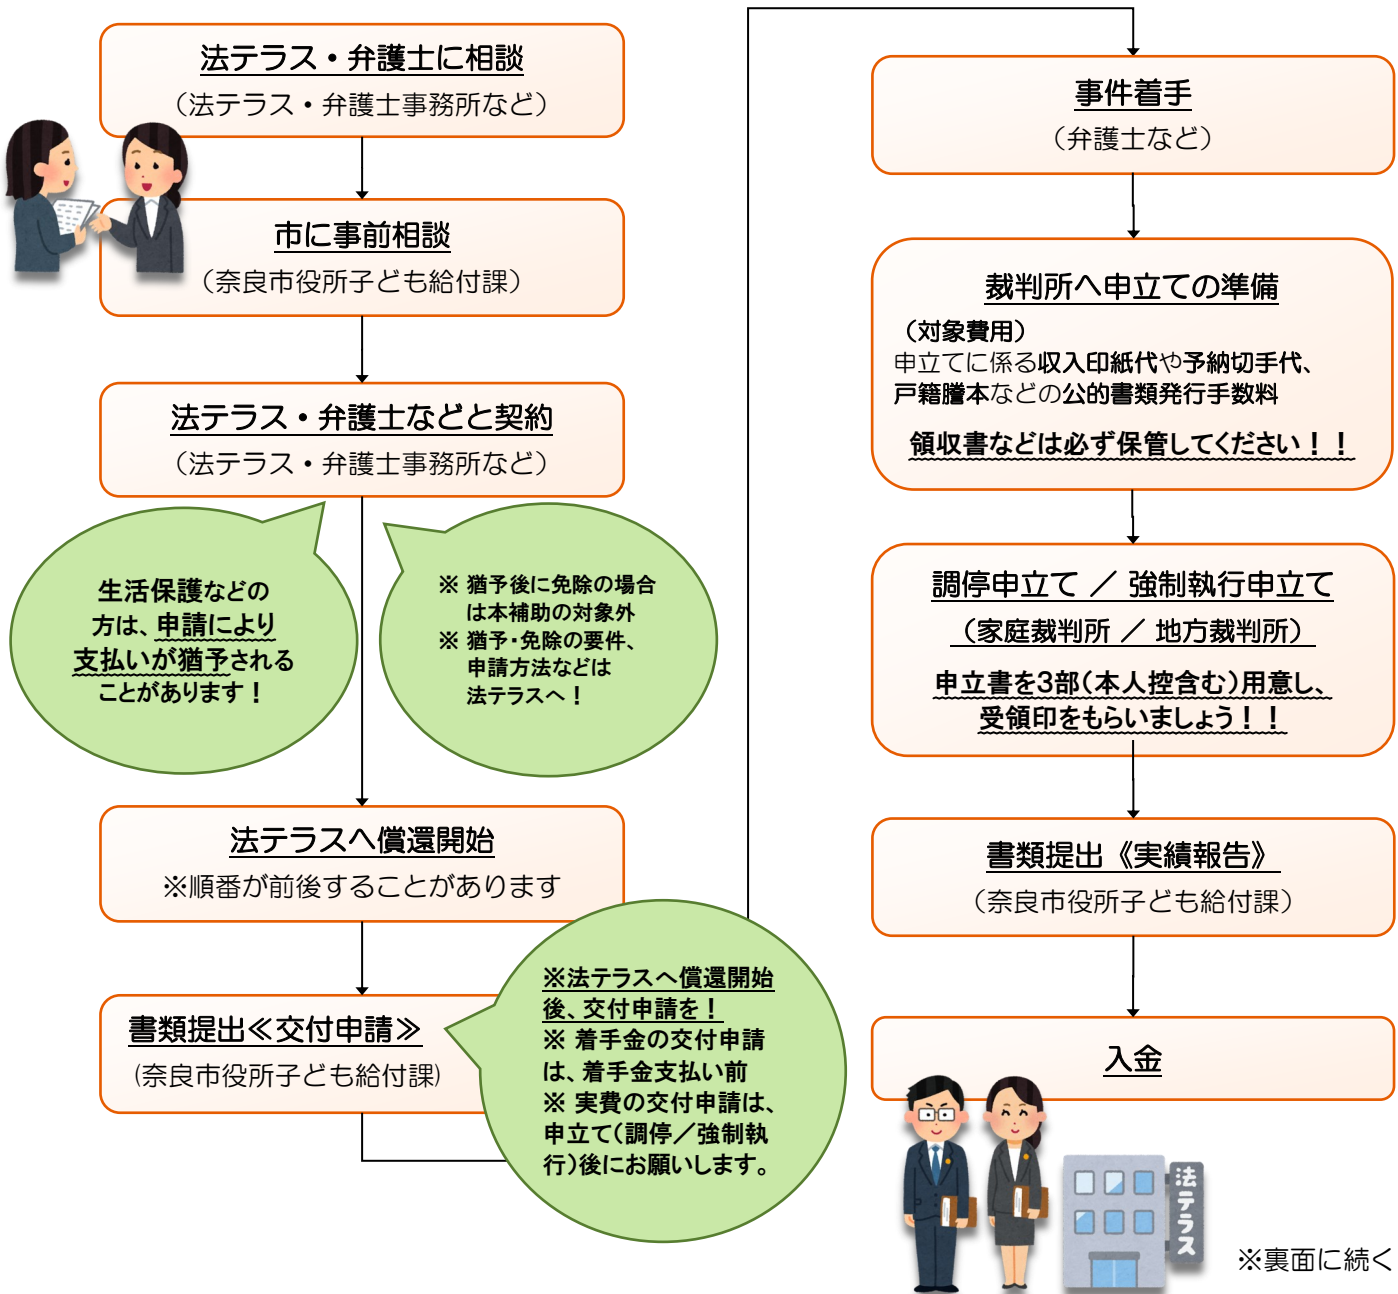 法テラス・弁護士に相談
（法テラス・弁護士事務所など）
市に事前相談
（奈良市役所子ども給付課）
法テラス・弁護士などと契約
（法テラス・弁護士事務所など）
生活保護などの
方は、申請により
支払いが猶予される
ことがあります！
※ 猶予後に免除の場合
は本補助の対象外
※ 猶予・免除の要件、
申請方法などは
法テラスへ！
法テラスへ償還開始
※順番が前後することがあります
書類提出≪交付申請≫
(奈良市役所子ども給付課)
※法テラスへ償還開始
後、交付申請を！
※ 着手金の交付申請
は、着手金支払い前
※ 実費の交付申請は、
申立て（調停／強制執
行）後にお願いします。
事件着手
（弁護士など）
裁判所へ申立ての準備
（対象費用）
申立てに係る収入印紙代や予納切手代、
戸籍謄本などの公的書類発行手数料
領収書などは必ず保管してください！！
調停申立て ／ 強制執行申立て
（家庭裁判所 ／ 地方裁判所）
申立書を3部（本人控含む）用意し、
受領印をもらいましょう！！
書類提出《実績報告》
（奈良市役所子ども給付課）
入金
法テラス
※裏面に続く